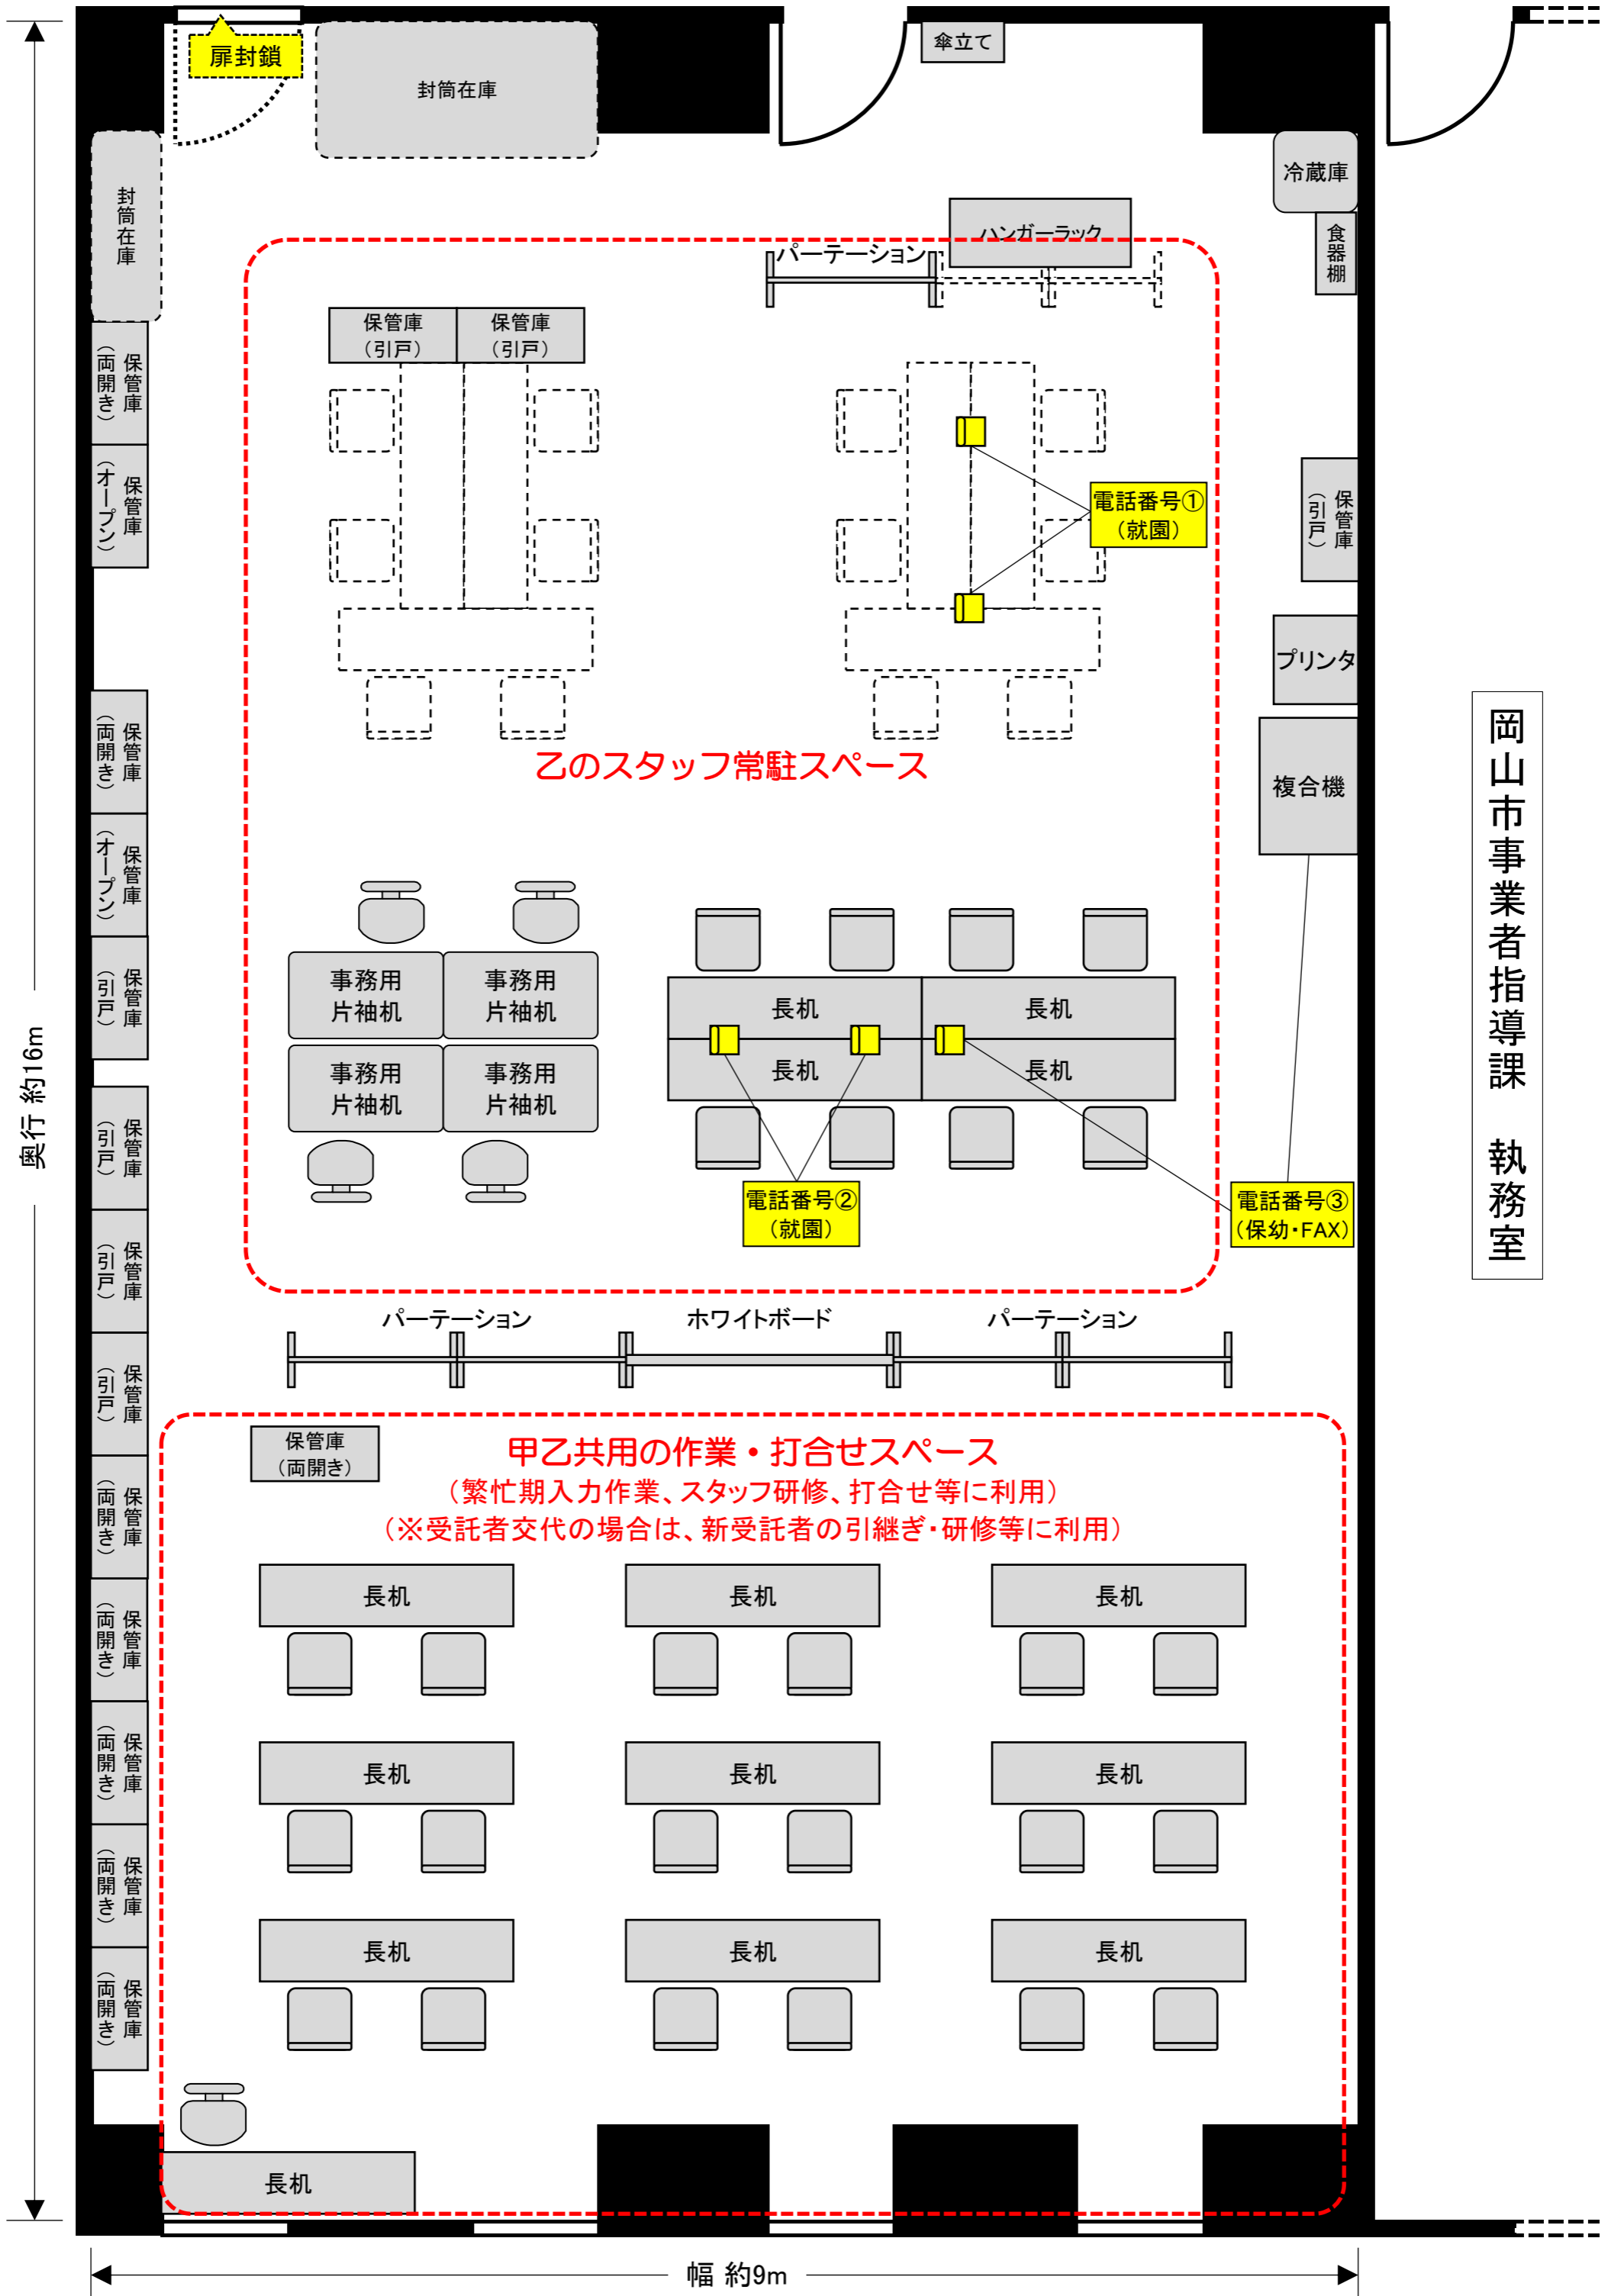 扉封鎖
封筒在庫
傘立て
冷蔵庫
食器棚
封筒在庫
ハンガーラック
パーテーション
保管庫
（引戸）
保管庫
（引戸）
保管庫
（両開き）
保管庫
（オープン）
電話番号①
（就園）
保管庫
（引戸）
プリンタ
複合機
岡山市事業者指導課　執務室
保管庫
（両開き）
保管庫
（オープン）
保管庫
（引戸）
乙のスタッフ常駐スペース
事務用
片袖机
事務用
片袖机
事務用
片袖机
事務用
片袖机
長机
長机
長机
長机
奥行 約16m
電話番号②
（就園）
電話番号③
（保幼・FAX）
保管庫
（引戸）
保管庫
（引戸）
保管庫
（引戸）
パーテーション
ホワイトボード
パーテーション
保管庫
（両開き）
甲乙共用の作業・打合せスペース
（繁忙期入力作業、スタッフ研修、打合せ等に利用）
（※受託者交代の場合は、新受託者の引継ぎ・研修等に利用）
保管庫
（両開き）
保管庫
（両開き）
保管庫
（両開き）
保管庫
（両開き）
保管庫
（両開き）
長机
長机
長机
長机
長机
長机
長机
長机
長机
長机
幅 約9m